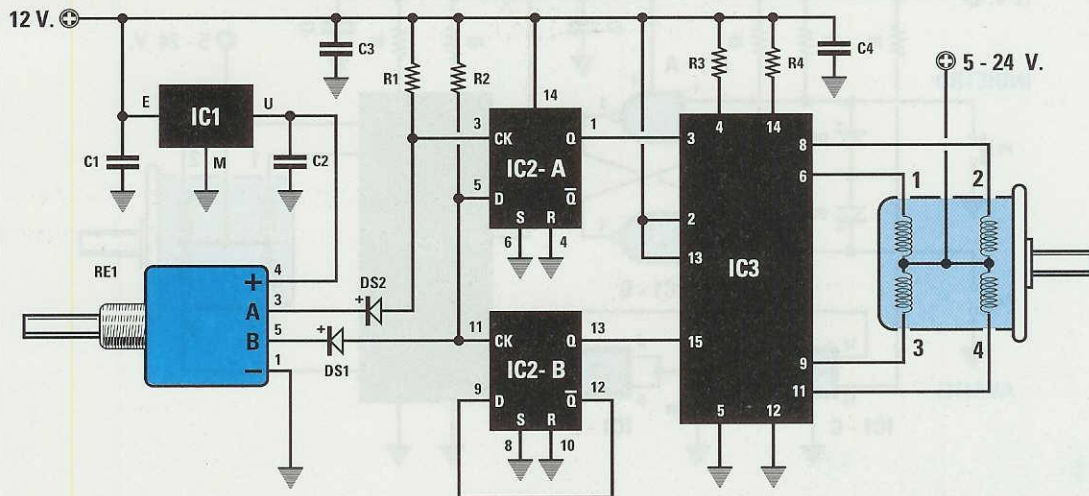 12 V.
C3
C4
R1
R2
R3
R4
5 - 24 V.
E
IC1
U
M
C1
C2
14
3
CK
Q
1
IC2- A
5
D
Q̅
S
R
6
4
4
14
3
2
13
IC3
15
5
12
8
6
9
11
1
2
3
4
RE1
+
4
A
3
B
5
−
1
DS2
+
DS1
+
11
CK
Q
13
IC2- B
9
D
Q̅
12
S
R
8
10